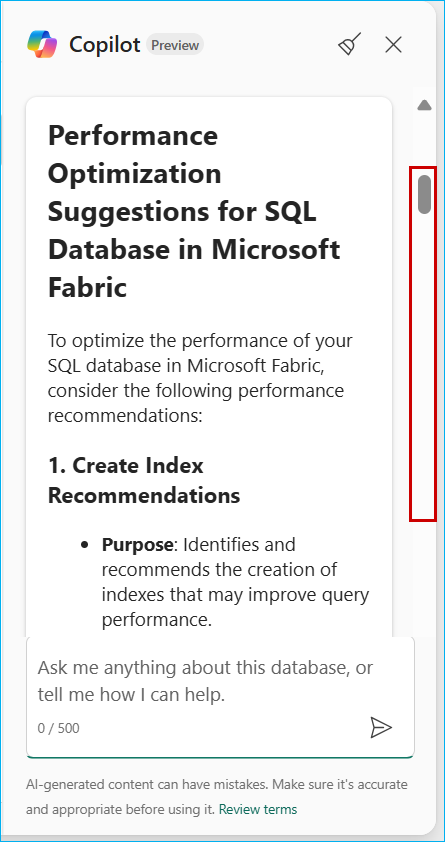 Copilot Preview
Performance
Optimization
Suggestions for SQL
Database in Microsoft
Fabric
To optimize the performance of your
SQL database in Microsoft Fabric,
consider the following performance
recommendations:
1. Create Index
Recommendations
• Purpose: Identifies and
recommends the creation of
indexes that may improve query
performance.
Ask me anything about this database, or
tell me how I can help.
0 / 500
AI-generated content can have mistakes. Make sure it's accurate
and appropriate before using it. Review terms